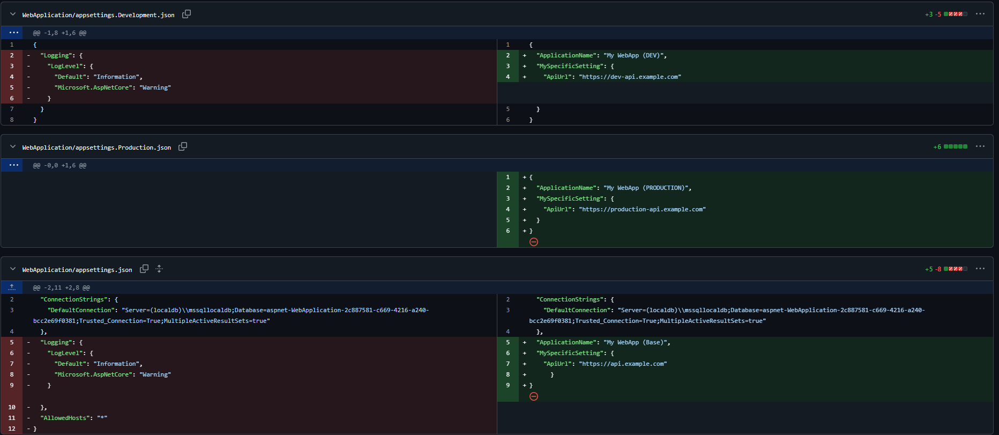 WebApplication/appsettings.Development.json
+3 -5
@@ -1,8 +1,6 @@
1 {
2 - "Logging": {
3 - "LogLevel": {
4 - "Default": "Information",
5 - "Microsoft.AspNetCore": "Warning"
6 - }
7 }
8 }
1 {
2 + "ApplicationName": "My WebApp (DEV)",
3 + "MySpecificSetting": {
4 + "ApiUrl": "https://dev-api.example.com"
5 }
6 }
WebApplication/appsettings.Production.json
+6
@@ -0,0 +1,6 @@
1 + {
2 + "ApplicationName": "My WebApp (PRODUCTION)",
3 + "MySpecificSetting": {
4 + "ApiUrl": "https://production-api.example.com"
5 + }
6 + }
WebApplication/appsettings.json
+5 -8
@@ -2,11 +2,8 @@
2 "ConnectionStrings": {
3 "DefaultConnection": "Server=(localdb)\\mssqllocaldb;Database=aspnet-WebApplication-2c887581-c669-4216-a240-
bcc2e69f0381;Trusted_Connection=True;MultipleActiveResultSets=true"
4 },
5 - "Logging": {
6 - "LogLevel": {
7 - "Default": "Information",
8 - "Microsoft.AspNetCore": "Warning"
9 - }
10 - },
11 - "AllowedHosts": "*"
12 - }
2 "ConnectionStrings": {
3 "DefaultConnection": "Server=(localdb)\\mssqllocaldb;Database=aspnet-WebApplication-2c887581-c669-4216-a240-
bcc2e69f0381;Trusted_Connection=True;MultipleActiveResultSets=true"
4 },
5 + "ApplicationName": "My WebApp (Base)",
6 + "MySpecificSetting": {
7 + "ApiUrl": "https://api.example.com"
8 + }
9 + }